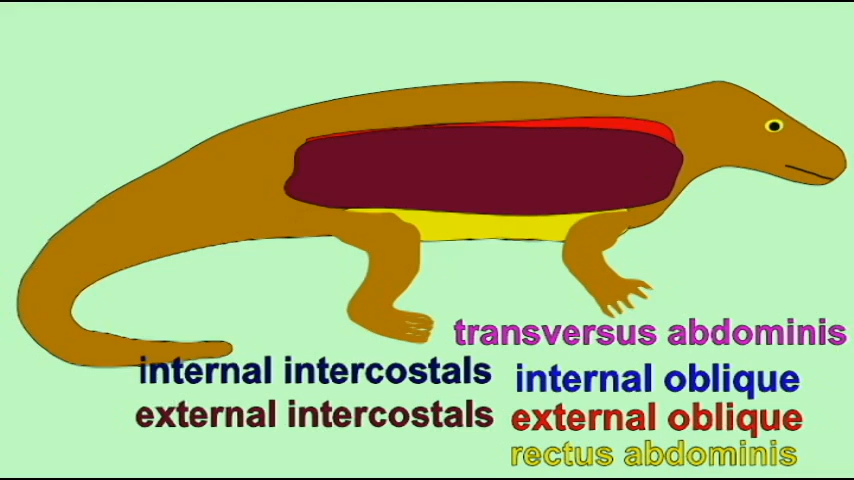 transversus abdominis
internal intercostals internal oblique
external intercostals external oblique
rectus abdominis